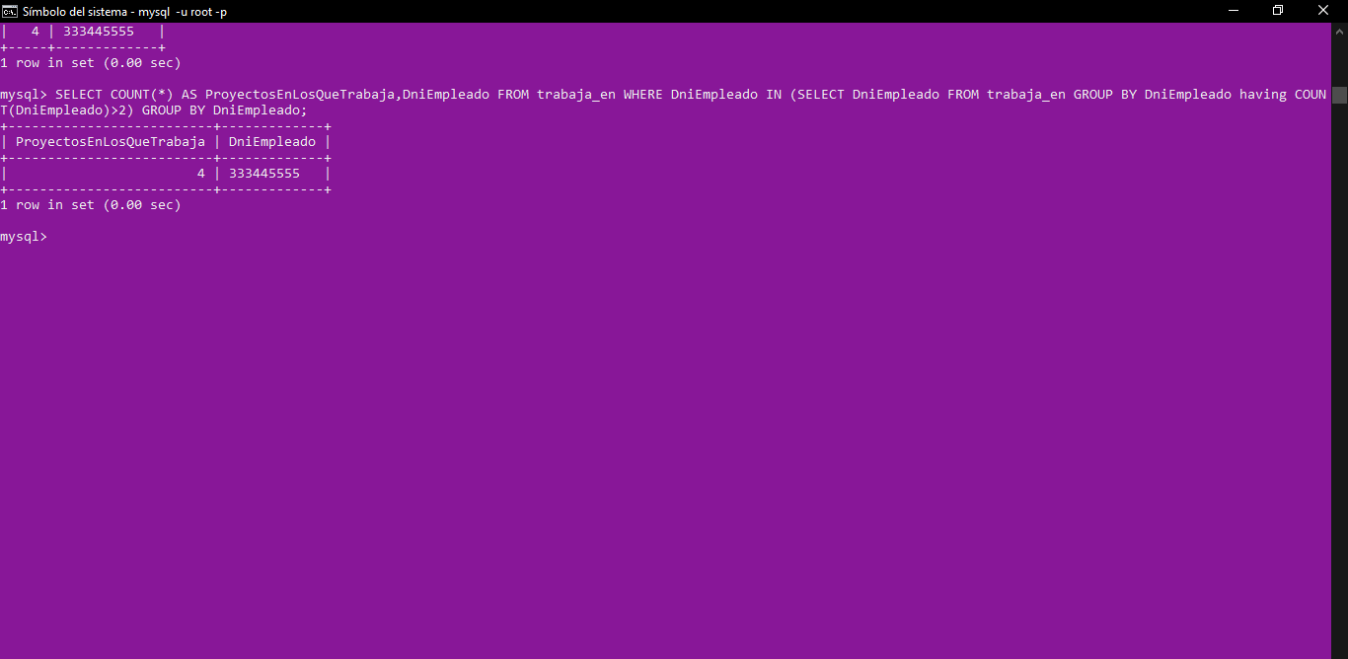 Símbolo del sistema - mysql -u root -p
|   4 | 333445555   |
+-----+-------------+
1 row in set (0.00 sec)
mysql> SELECT COUNT(*) AS ProyectosEnLosQueTrabaja,DniEmpleado FROM trabaja_en WHERE DniEmpleado IN (SELECT DniEmpleado FROM trabaja_en GROUP BY DniEmpleado having COUN
T(DniEmpleado)>2) GROUP BY DniEmpleado;
+--------------------------+-------------+
| ProyectosEnLosQueTrabaja | DniEmpleado |
+--------------------------+-------------+
|                        4 | 333445555   |
+--------------------------+-------------+
1 row in set (0.00 sec)
mysql>